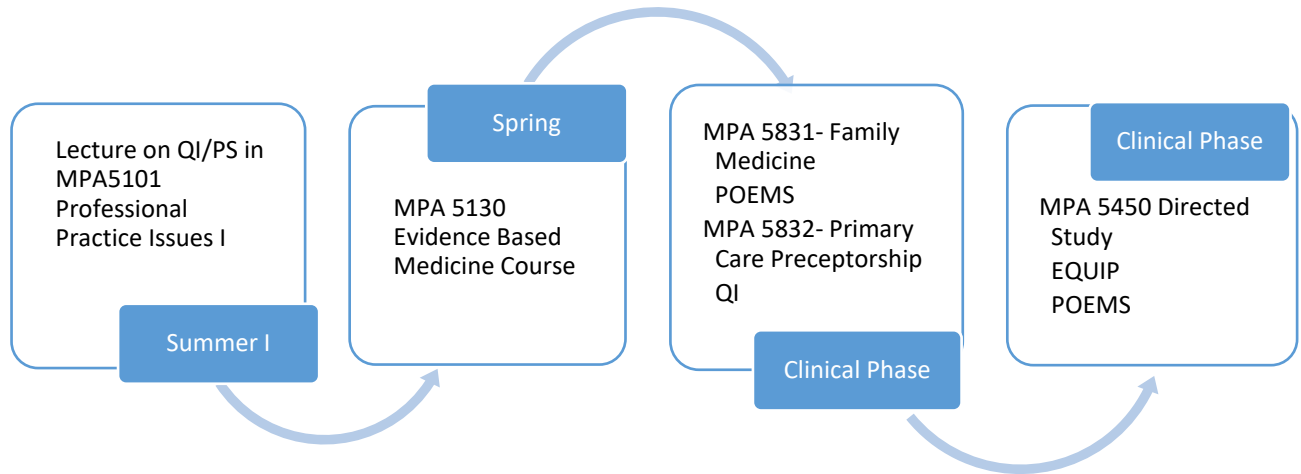 Lecture on QI/PS in
MPA5101
Professional
Practice Issues I
Summer I
Spring
MPA 5130
Evidence Based
Medicine Course
MPA 5831- Family
Medicine
POEMS
MPA 5832- Primary
Care Preceptorship
QI
Clinical Phase
Clinical Phase
MPA 5450 Directed
Study
EQUIP
POEMS